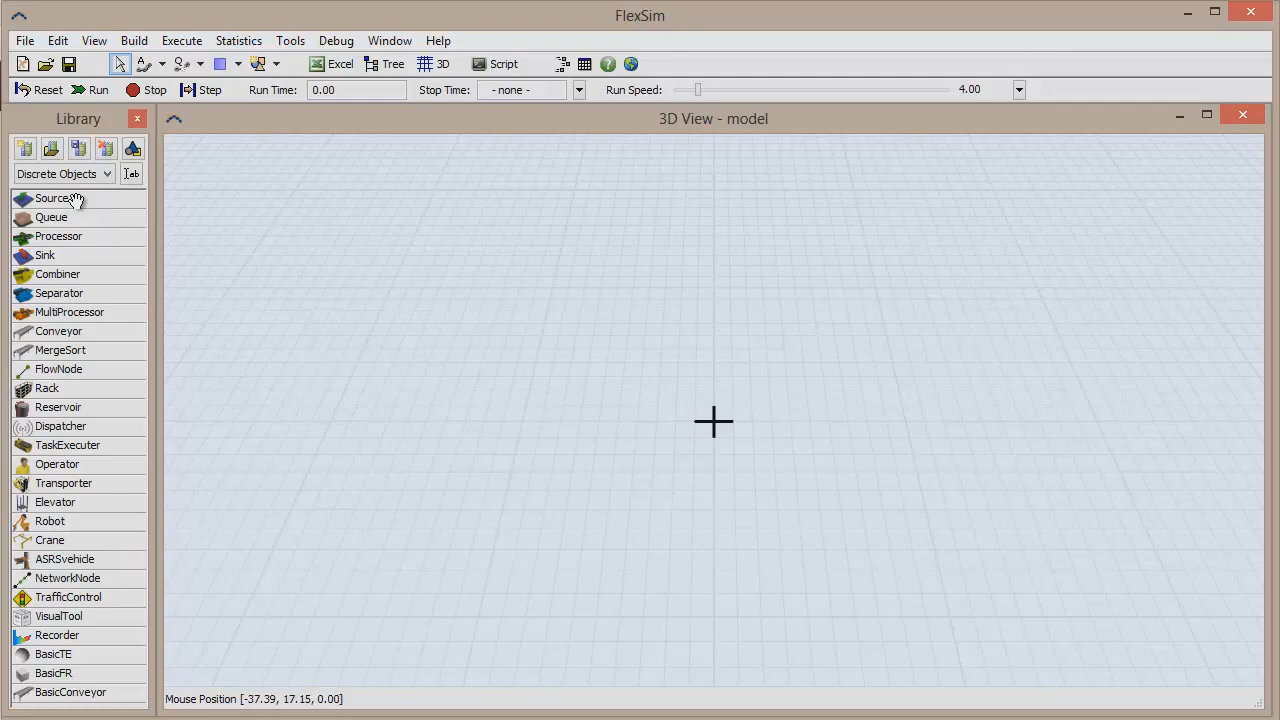 FlexSim
File Edit View Build Execute Statistics Tools Debug Window Help
Excel Tree 3D Script
Reset Run Stop Step Run Time: 0.00 Stop Time: - none - Run Speed: 4.00
Library
3D View - model
Discrete Objects
Source
Queue
Processor
Sink
Combiner
Separator
MultiProcessor
Conveyor
MergeSort
FlowNode
Rack
Reservoir
Dispatcher
TaskExecuter
Operator
Transporter
Elevator
Robot
Crane
ASRSvehicle
NetworkNode
TrafficControl
VisualTool
Recorder
BasicTE
BasicFR
BasicConveyor
Mouse Position [-37.39, 17.15, 0.00]